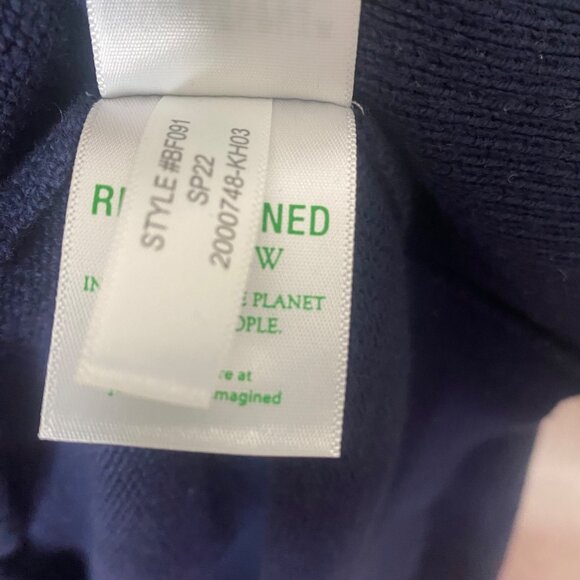 STYLE #BF091
SP22
2000748-KH03
NED
W
IN PLANET
OPLE.
re at
magined